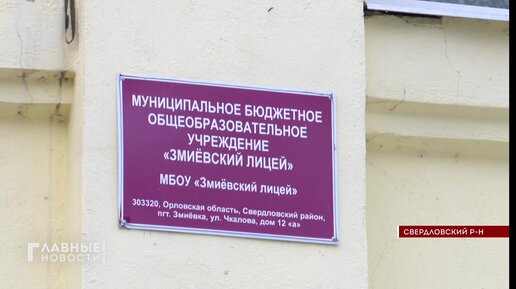 МУНИЦИПАЛЬНОЕ БЮДЖЕТНОЕ
ОБЩЕОБРАЗОВАТЕЛЬНОЕ
УЧРЕЖДЕНИЕ
«ЗМИЁВСКИЙ ЛИЦЕЙ»
МБОУ «Змиёвский лицей»
303320, Орловская область, Свердловский район,
пгт. Змиёвка, ул. Чкалова, дом 12 «а»
ГЛАВНЫЕ
НОВОСТИ
СВЕРДЛОВСКИЙ Р-Н